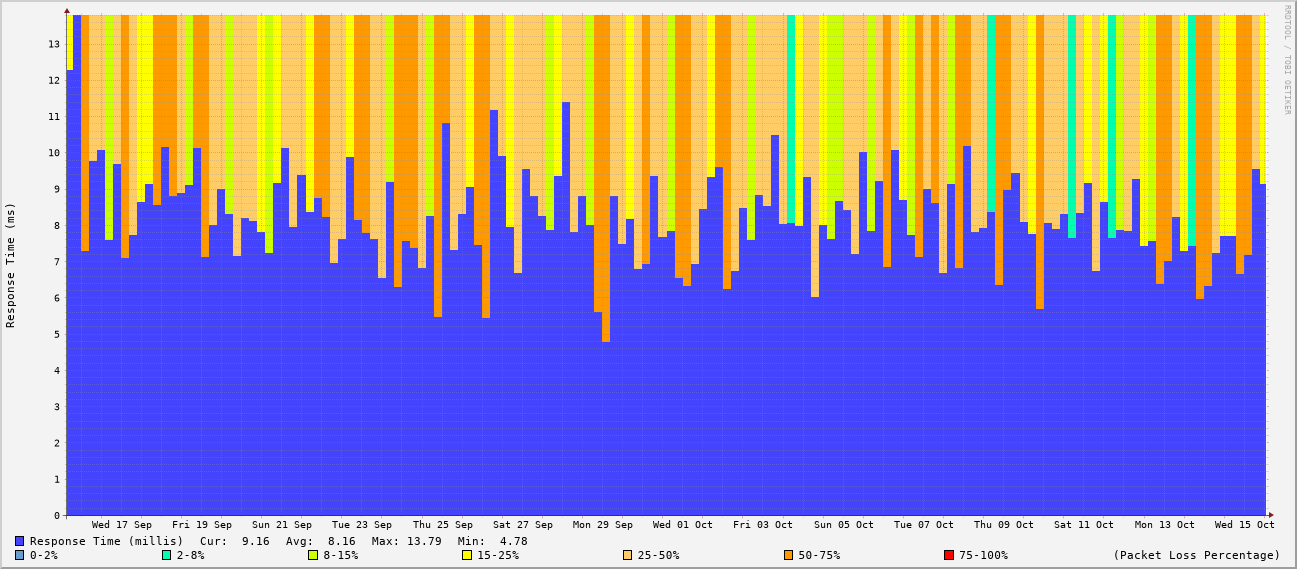 RRDTOOL / TOBI OETIKER
Response Time (ms)
13
12
11
10
9
8
7
6
5
4
3
2
1
0
Wed 17 Sep Fri 19 Sep Sun 21 Sep Tue 23 Sep Thu 25 Sep Sat 27 Sep Mon 29 Sep Wed 01 Oct Fri 03 Oct Sun 05 Oct Tue 07 Oct Thu 09 Oct Sat 11 Oct Mon 13 Oct Wed 15 Oct
Response Time (millis) Cur: 9.16 Avg: 8.16 Max: 13.79 Min: 4.78
0-2% 2-8% 8-15% 15-25% 25-50% 50-75% 75-100% (Packet Loss Percentage)